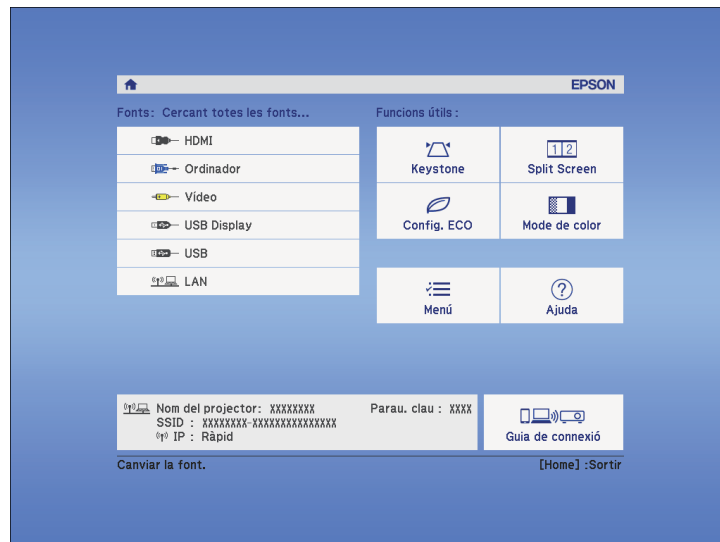 EPSON
Fonts: Cercant totes les fonts...
Funcions útils :
HDMI
Ordinador
Vídeo
USB Display
USB
LAN
Keystone
1 2
Split Screen
Config. ECO
Mode de color
Menú
?
Ajuda
Nom del projector: XXXXXXXX
Parau. clau : XXXX
SSID : XXXXXXXX-XXXXXXXXXXXXXXX
IP : Ràpid
Guia de connexió
Canviar la font.
[Home] :Sortir